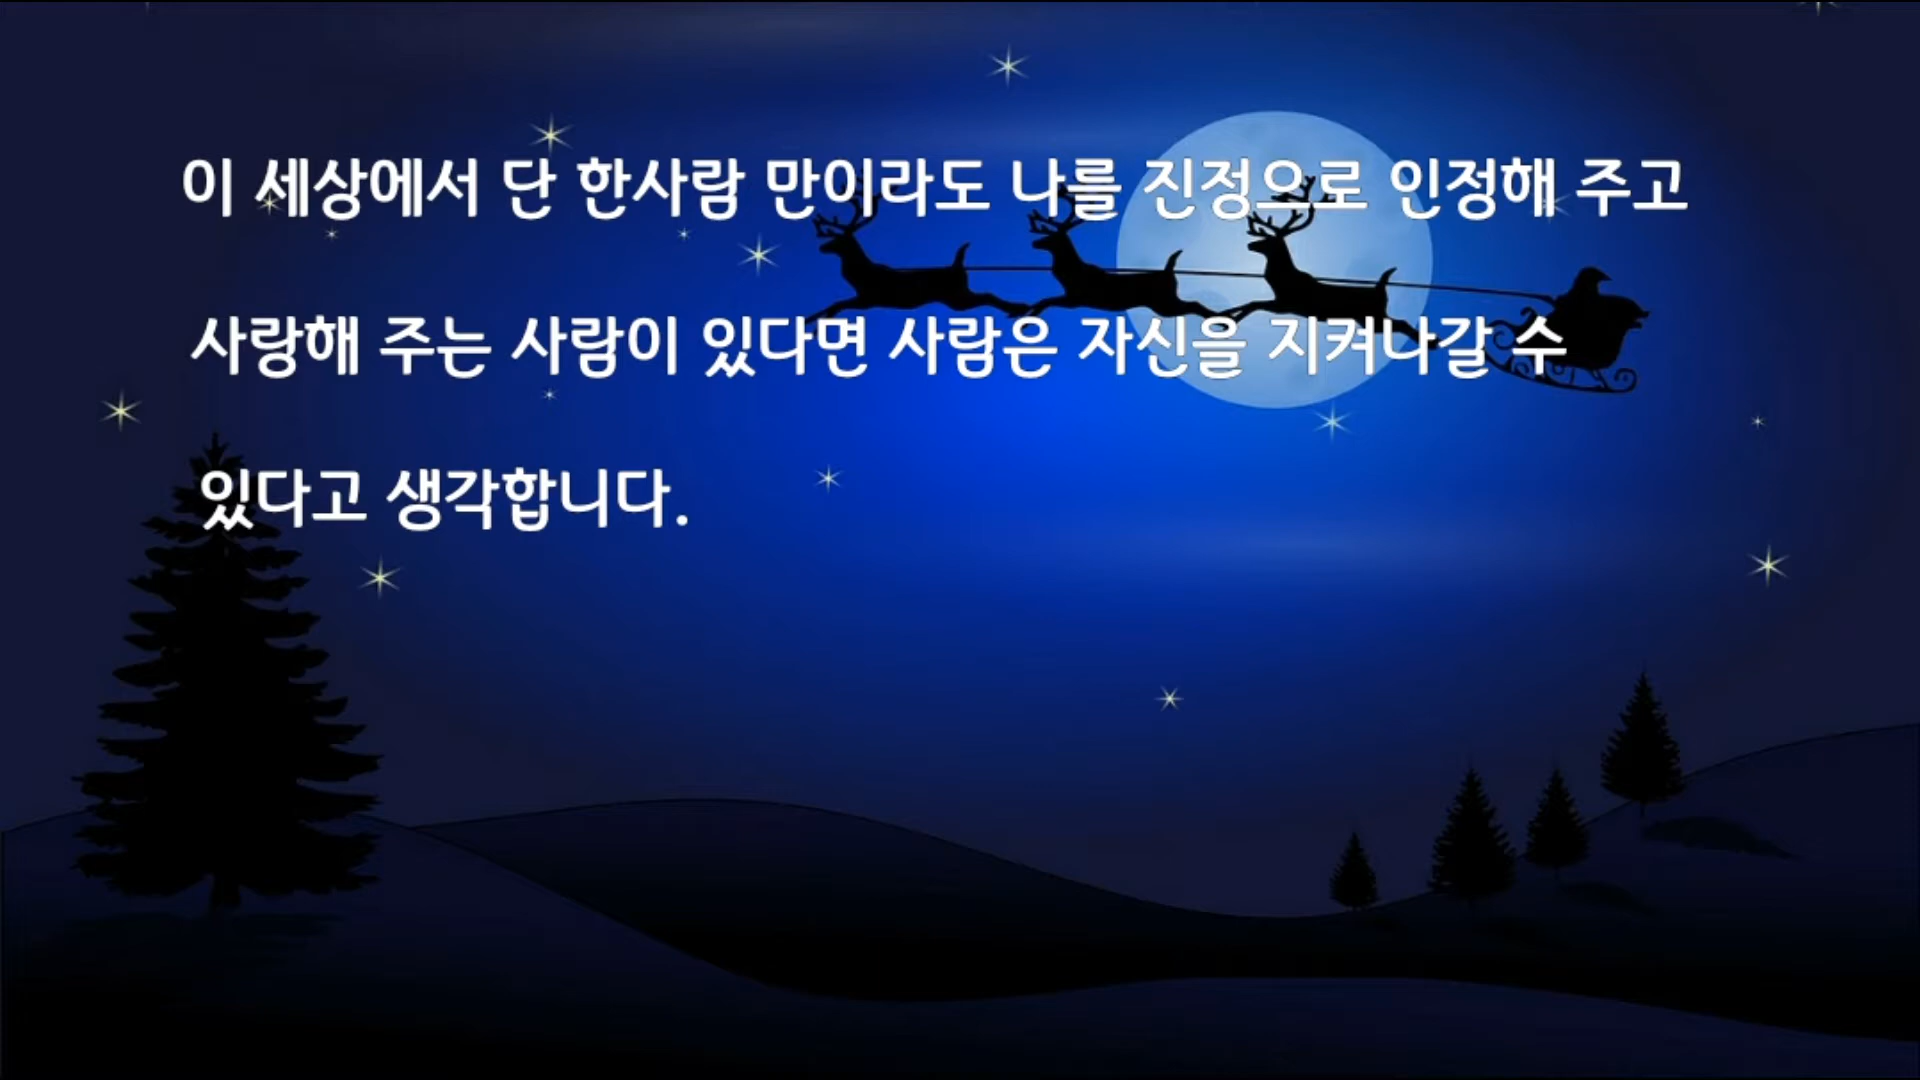 이 세상에서 단 한사람 만이라도 나를 진정으로 인정해 주고
사랑해 주는 사람이 있다면 사람은 자신을 지켜나갈 수
있다고 생각합니다.